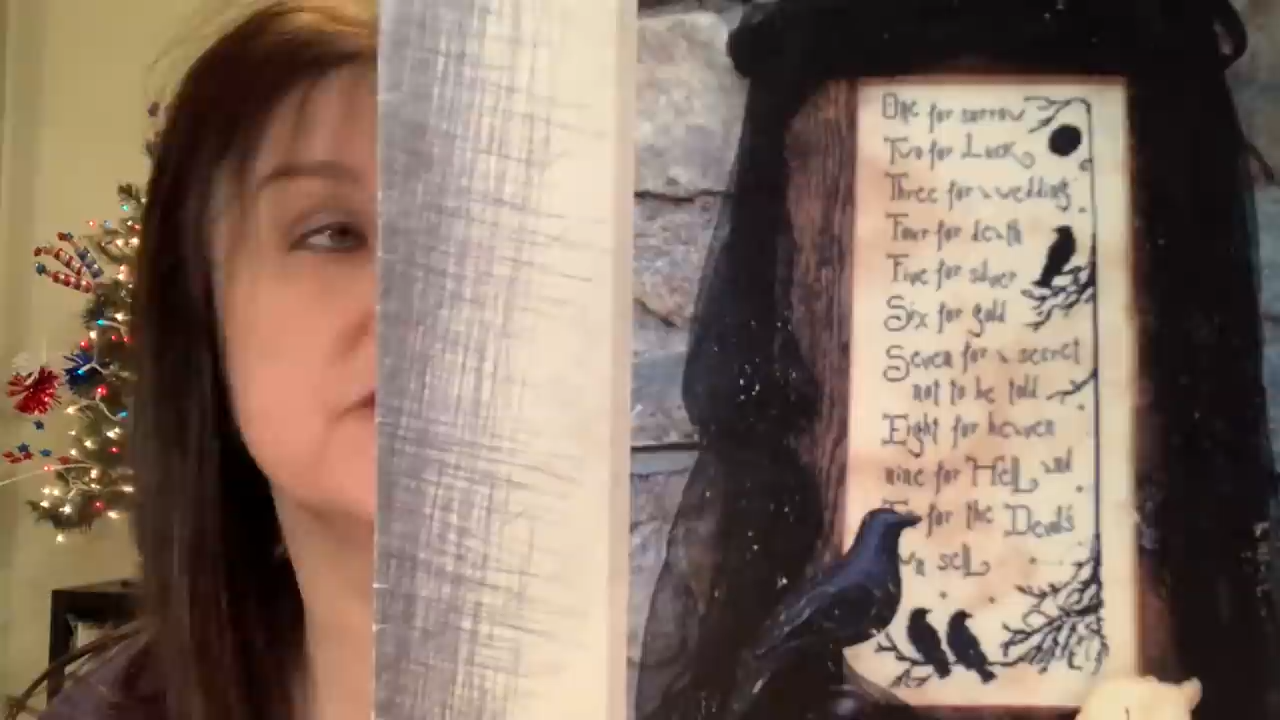 One for sorrow
Two for Luck
Three for a wedding
Four for death
Five for silver
Six for gold
Seven for a secret
not to be told
Eight for heaven
nine for Hell and
for the Devil's
self